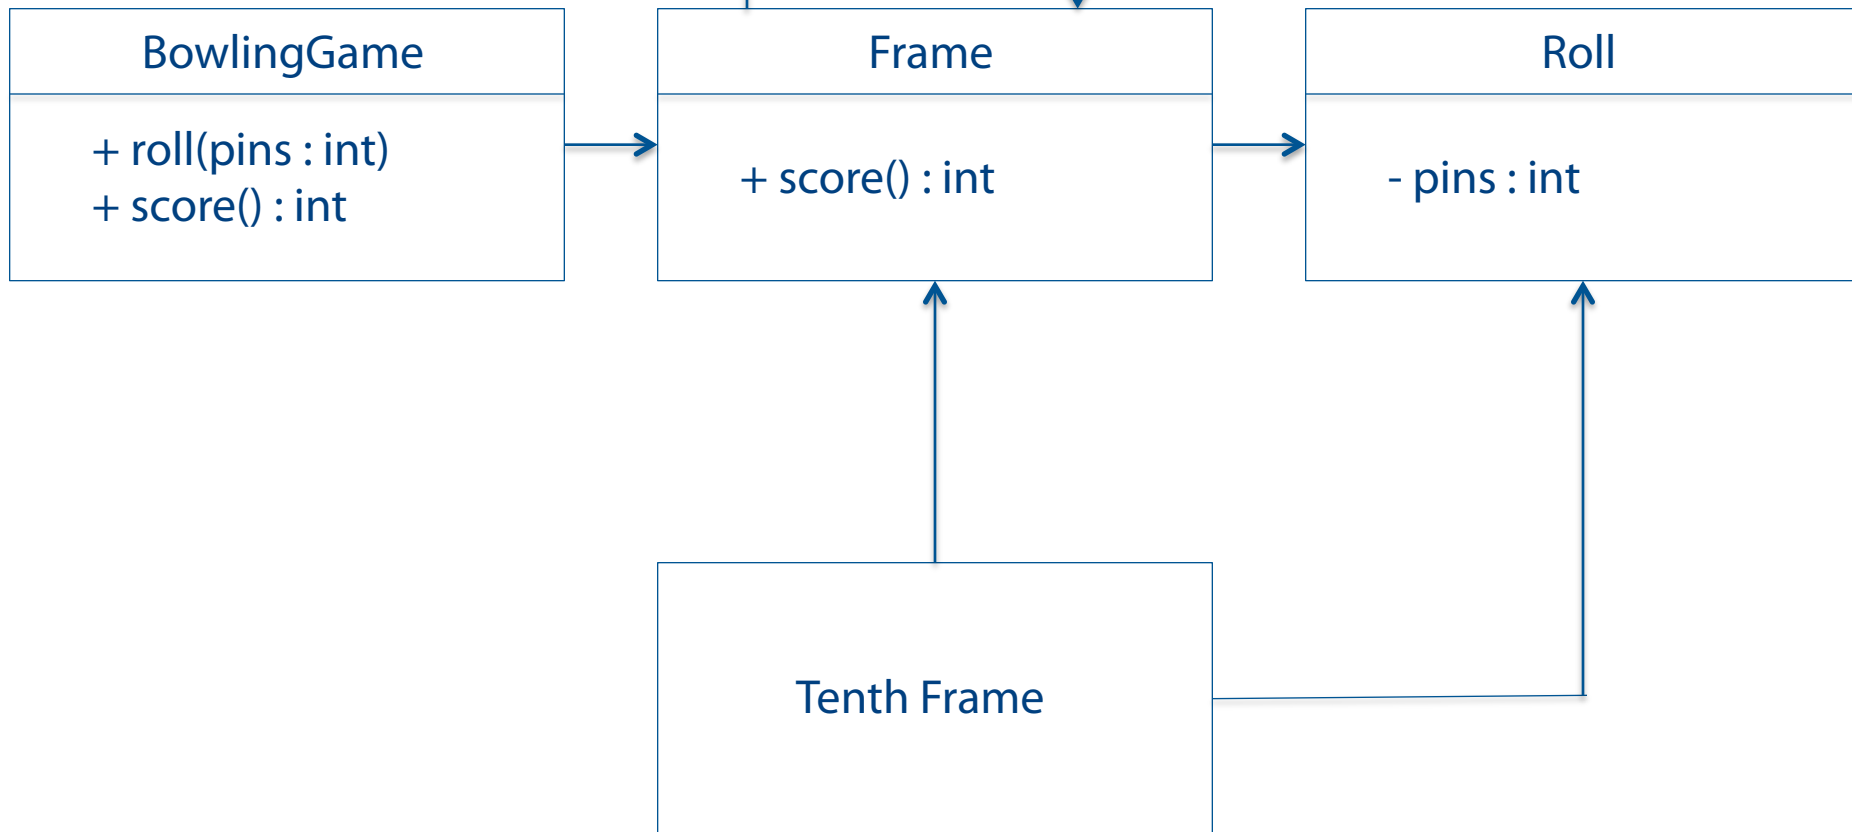 BowlingGame
+ roll(pins : int)
+ score() : int
Frame
+ score() : int
Roll
- pins : int
Tenth Frame